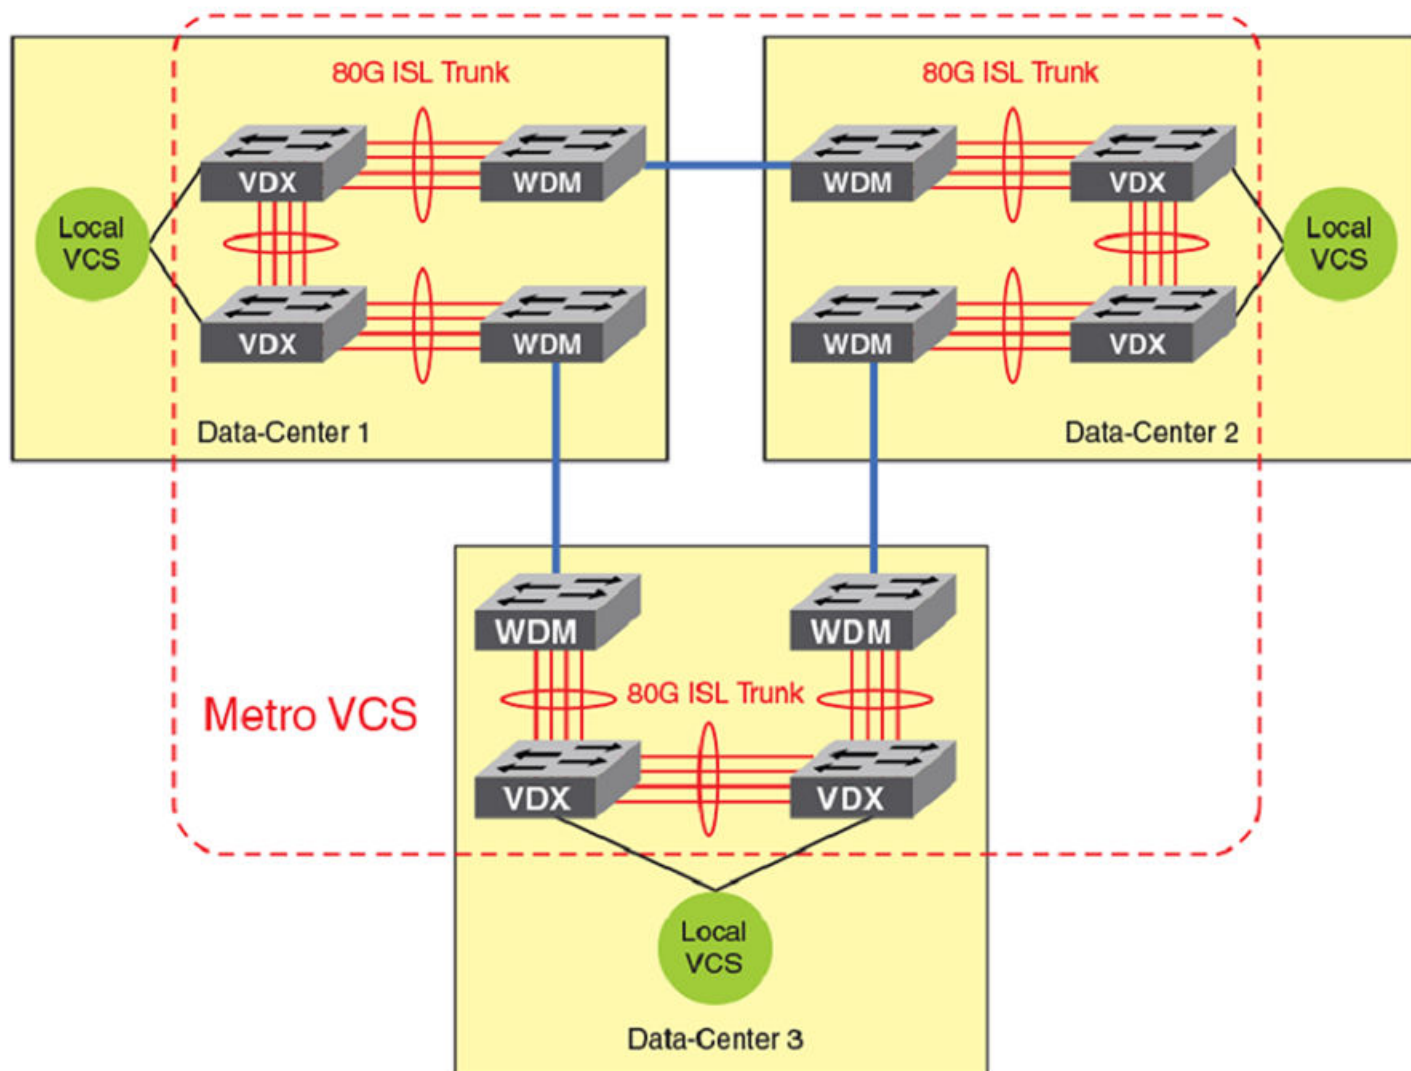 80G ISL Trunk
80G ISL Trunk
VDX
WDM
WDM
VDX
Local
VCS
Local
VCS
VDX
WDM
WDM
VDX
Data-Center 1
Data-Center 2
WDM
WDM
80G ISL Trunk
Metro VCS
VDX
VDX
Local
VCS
Data-Center 3